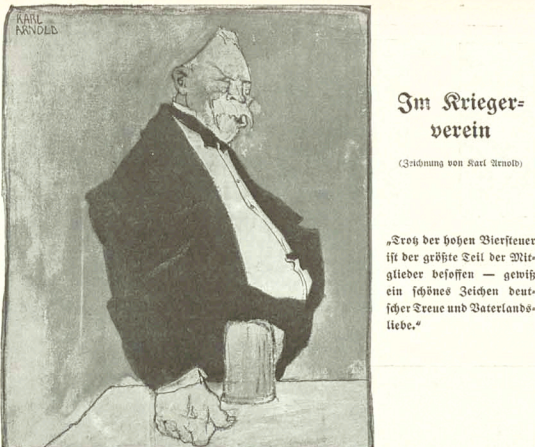 KARL
ARNOLD
Im Krieger=
verein
(Zeichnung von Karl Arnold)
„Trotz der hohen Biersteuer
ist der größte Teil der Mit=
glieder besoffen — gewiß
ein schönes Zeichen deut=
scher Treue und Vaterlands=
liebe.“